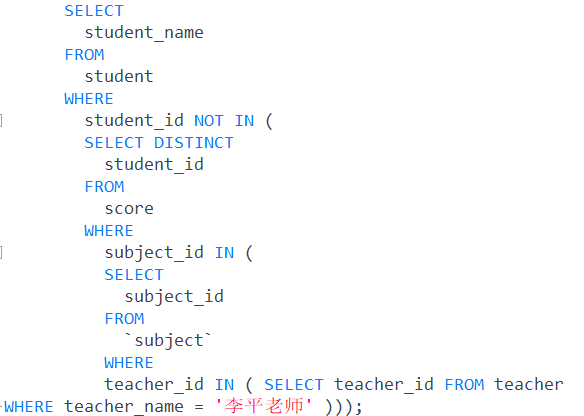 SELECT
student_name
FROM
student
WHERE
student_id NOT IN (
SELECT DISTINCT
student_id
FROM
score
WHERE
subject_id IN (
SELECT
subject_id
FROM
`subject`
WHERE
teacher_id IN ( SELECT teacher_id FROM teacher
WHERE teacher_name = '李平老师' )));